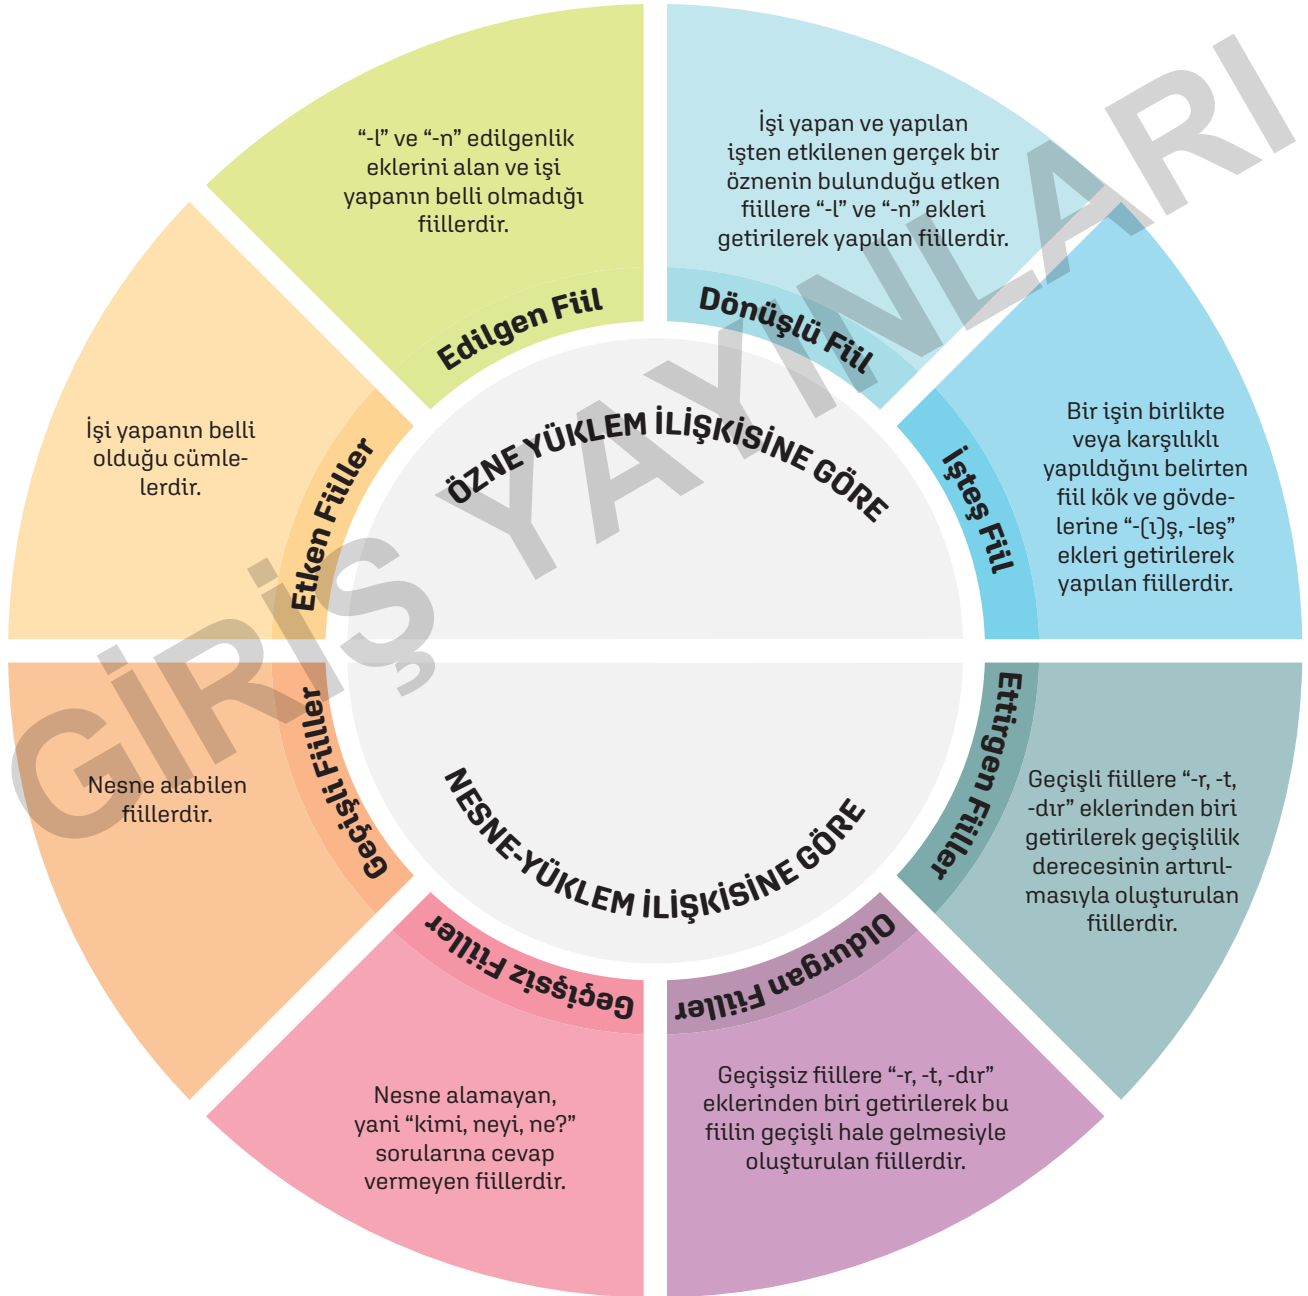 “-l” ve “-n” edilgenlik
eklerini alan ve işi
yapanın belli olmadığı
fiillerdir.
Edilgen Fiil
İşi yapan ve yapılan
işten etkilenen gerçek bir
öznenin bulunduğu etken
fiillere “-l” ve “-n” ekleri
getirilerek yapılan fiillerdir.
Dönüşlü Fiil
İşi yapanın belli
olduğu cümle-
lerdir.
Etken Fiiller
ÖZNE YÜKLEM İLİŞKİSİNE GÖRE
Bir işin birlikte
veya karşılıklı
yapıldığını belirten
fiil kök ve gövde-
lerine “-(ı)ş, -leş”
ekleri getirilerek
yapılan fiillerdir.
İşteş Fiil
Nesne alabilen
fiillerdir.
Geçişli Fiiller
NESNE-YÜKLEM İLİŞKİSİNE GÖRE
Geçişli fiillere “-r, -t,
-dır” eklerinden biri
getirilerek geçişlilik
derecesinin artırıl-
masıyla oluşturulan
fiillerdir.
Ettirgen Fiiller
Geçişsiz Fiiller
Nesne alamayan,
yani “kimi, neyi, ne?”
sorularına cevap
vermeyen fiillerdir.
Oldurgan Fiiller
Geçişsiz fiillere “-r, -t, -dır”
eklerinden biri getirilerek bu
fiilin geçişli hale gelmesiyle
oluşturulan fiillerdir.
GİRİŞ YAYINLARI